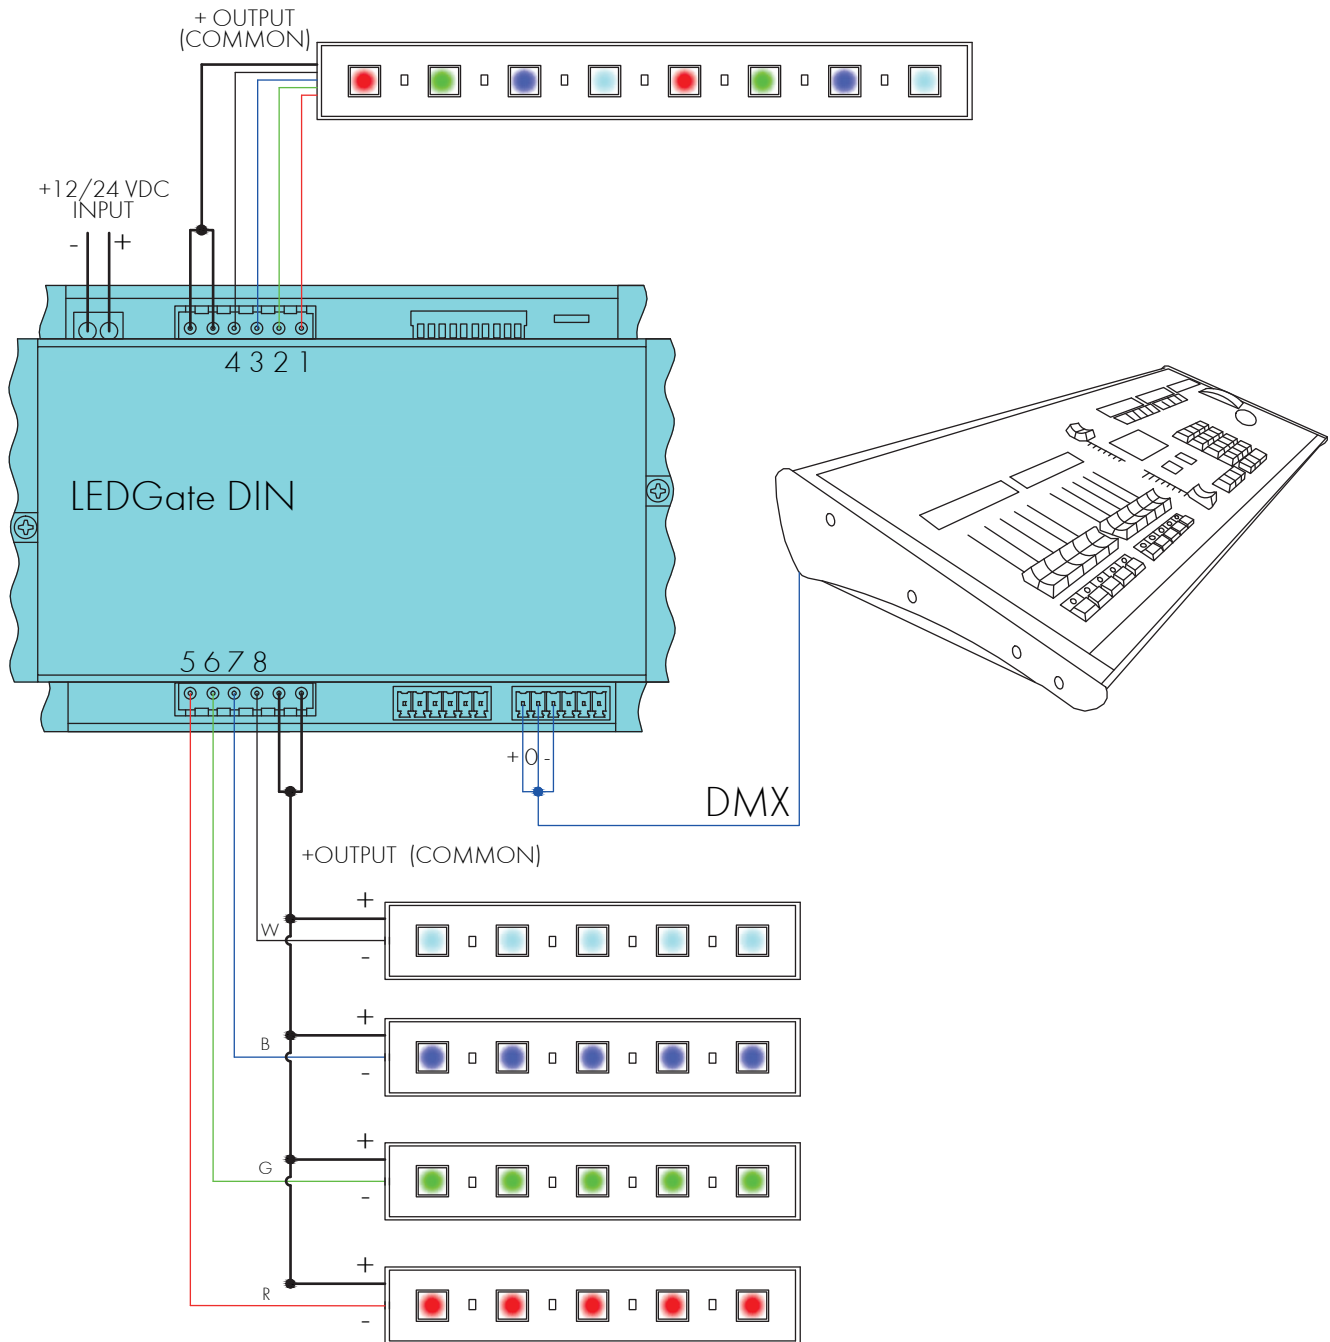 + OUTPUT
(COMMON)
+12/24 VDC
INPUT
- +
4 3 2 1
LEDGate DIN
5 6 7 8
+ 0 -
DMX
+OUTPUT (COMMON)
+
W
-
+
B
-
+
G
-
+
R
-